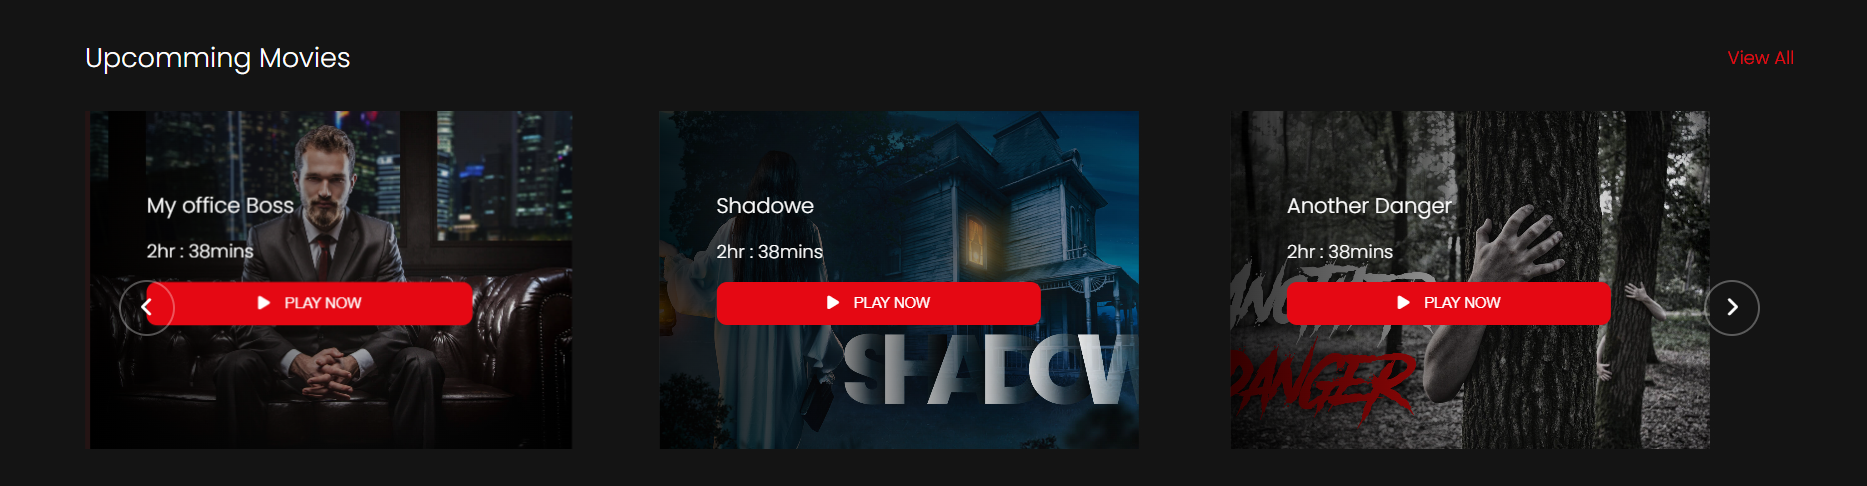 Upcomming Movies
View All
My office Boss
2hr : 38mins
PLAY NOW
Shadowe
2hr : 38mins
PLAY NOW
SHADOW
Another Danger
2hr : 38mins
PLAY NOW
ANOTHER
DANGER